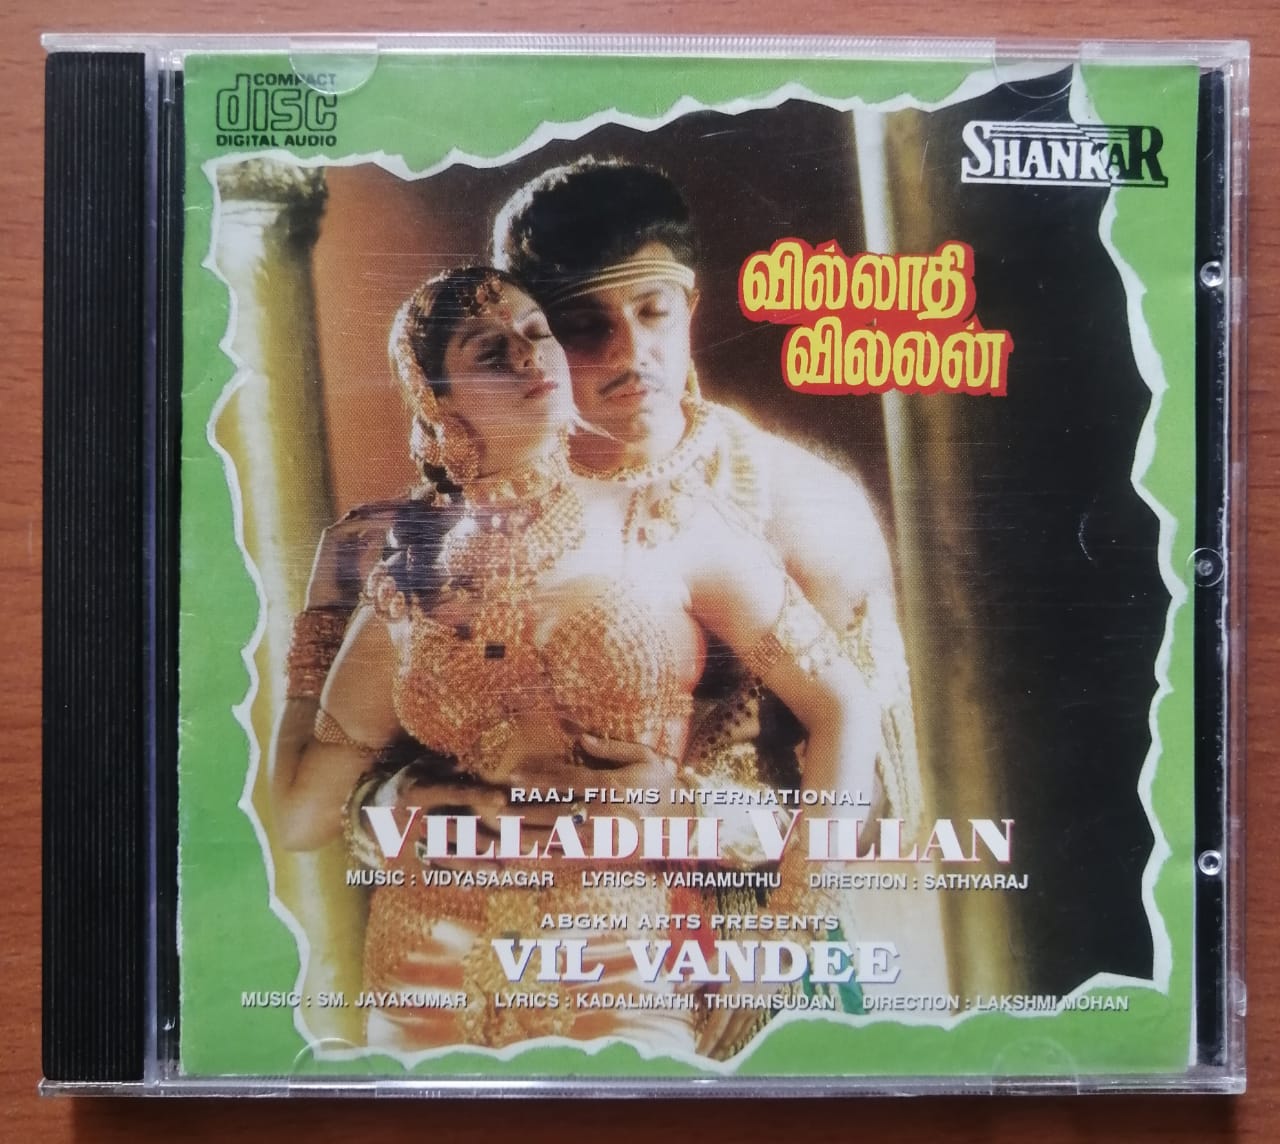 COMPACT
disc
DIGITAL AUDIO
SHANKAR
வில்லாதி
வில்லன்
RAAJ FILMS INTERNATIONAL
VILLADHI VILLAN
MUSIC : VIDYASAAGAR LYRICS : VAIRAMUTHU DIRECTION : SATHYARAJ
ABGKM ARTS PRESENTS
VIL VANDEE
MUSIC : SM. JAYAKUMAR LYRICS : KADALMATHI, THURAISUDAN DIRECTION : LAKSHMI MOHAN